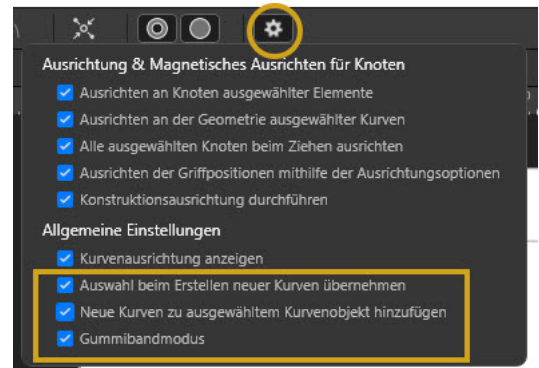 Ausrichtung & Magnetisches Ausrichten für Knoten
Ausrichten an Knoten ausgewählter Elemente
Ausrichten an der Geometrie ausgewählter Kurven
Alle ausgewählten Knoten beim Ziehen ausrichten
Ausrichten der Griffpositionen mithilfe der Ausrichtungsoptionen
Konstruktionsausrichtung durchführen
Allgemeine Einstellungen
Kurvenausrichtung anzeigen
Auswahl beim Erstellen neuer Kurven übernehmen
Neue Kurven zu ausgewähltem Kurvenobjekt hinzufügen
Gummibandmodus